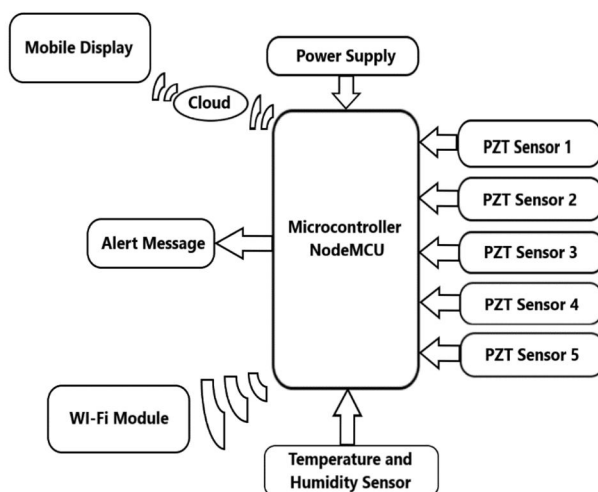 Mobile Display
Power Supply
Cloud
PZT Sensor 1
PZT Sensor 2
Microcontroller
NodeMCU
Alert Message
PZT Sensor 3
PZT Sensor 4
PZT Sensor 5
WI-Fi Module
Temperature and
Humidity Sensor